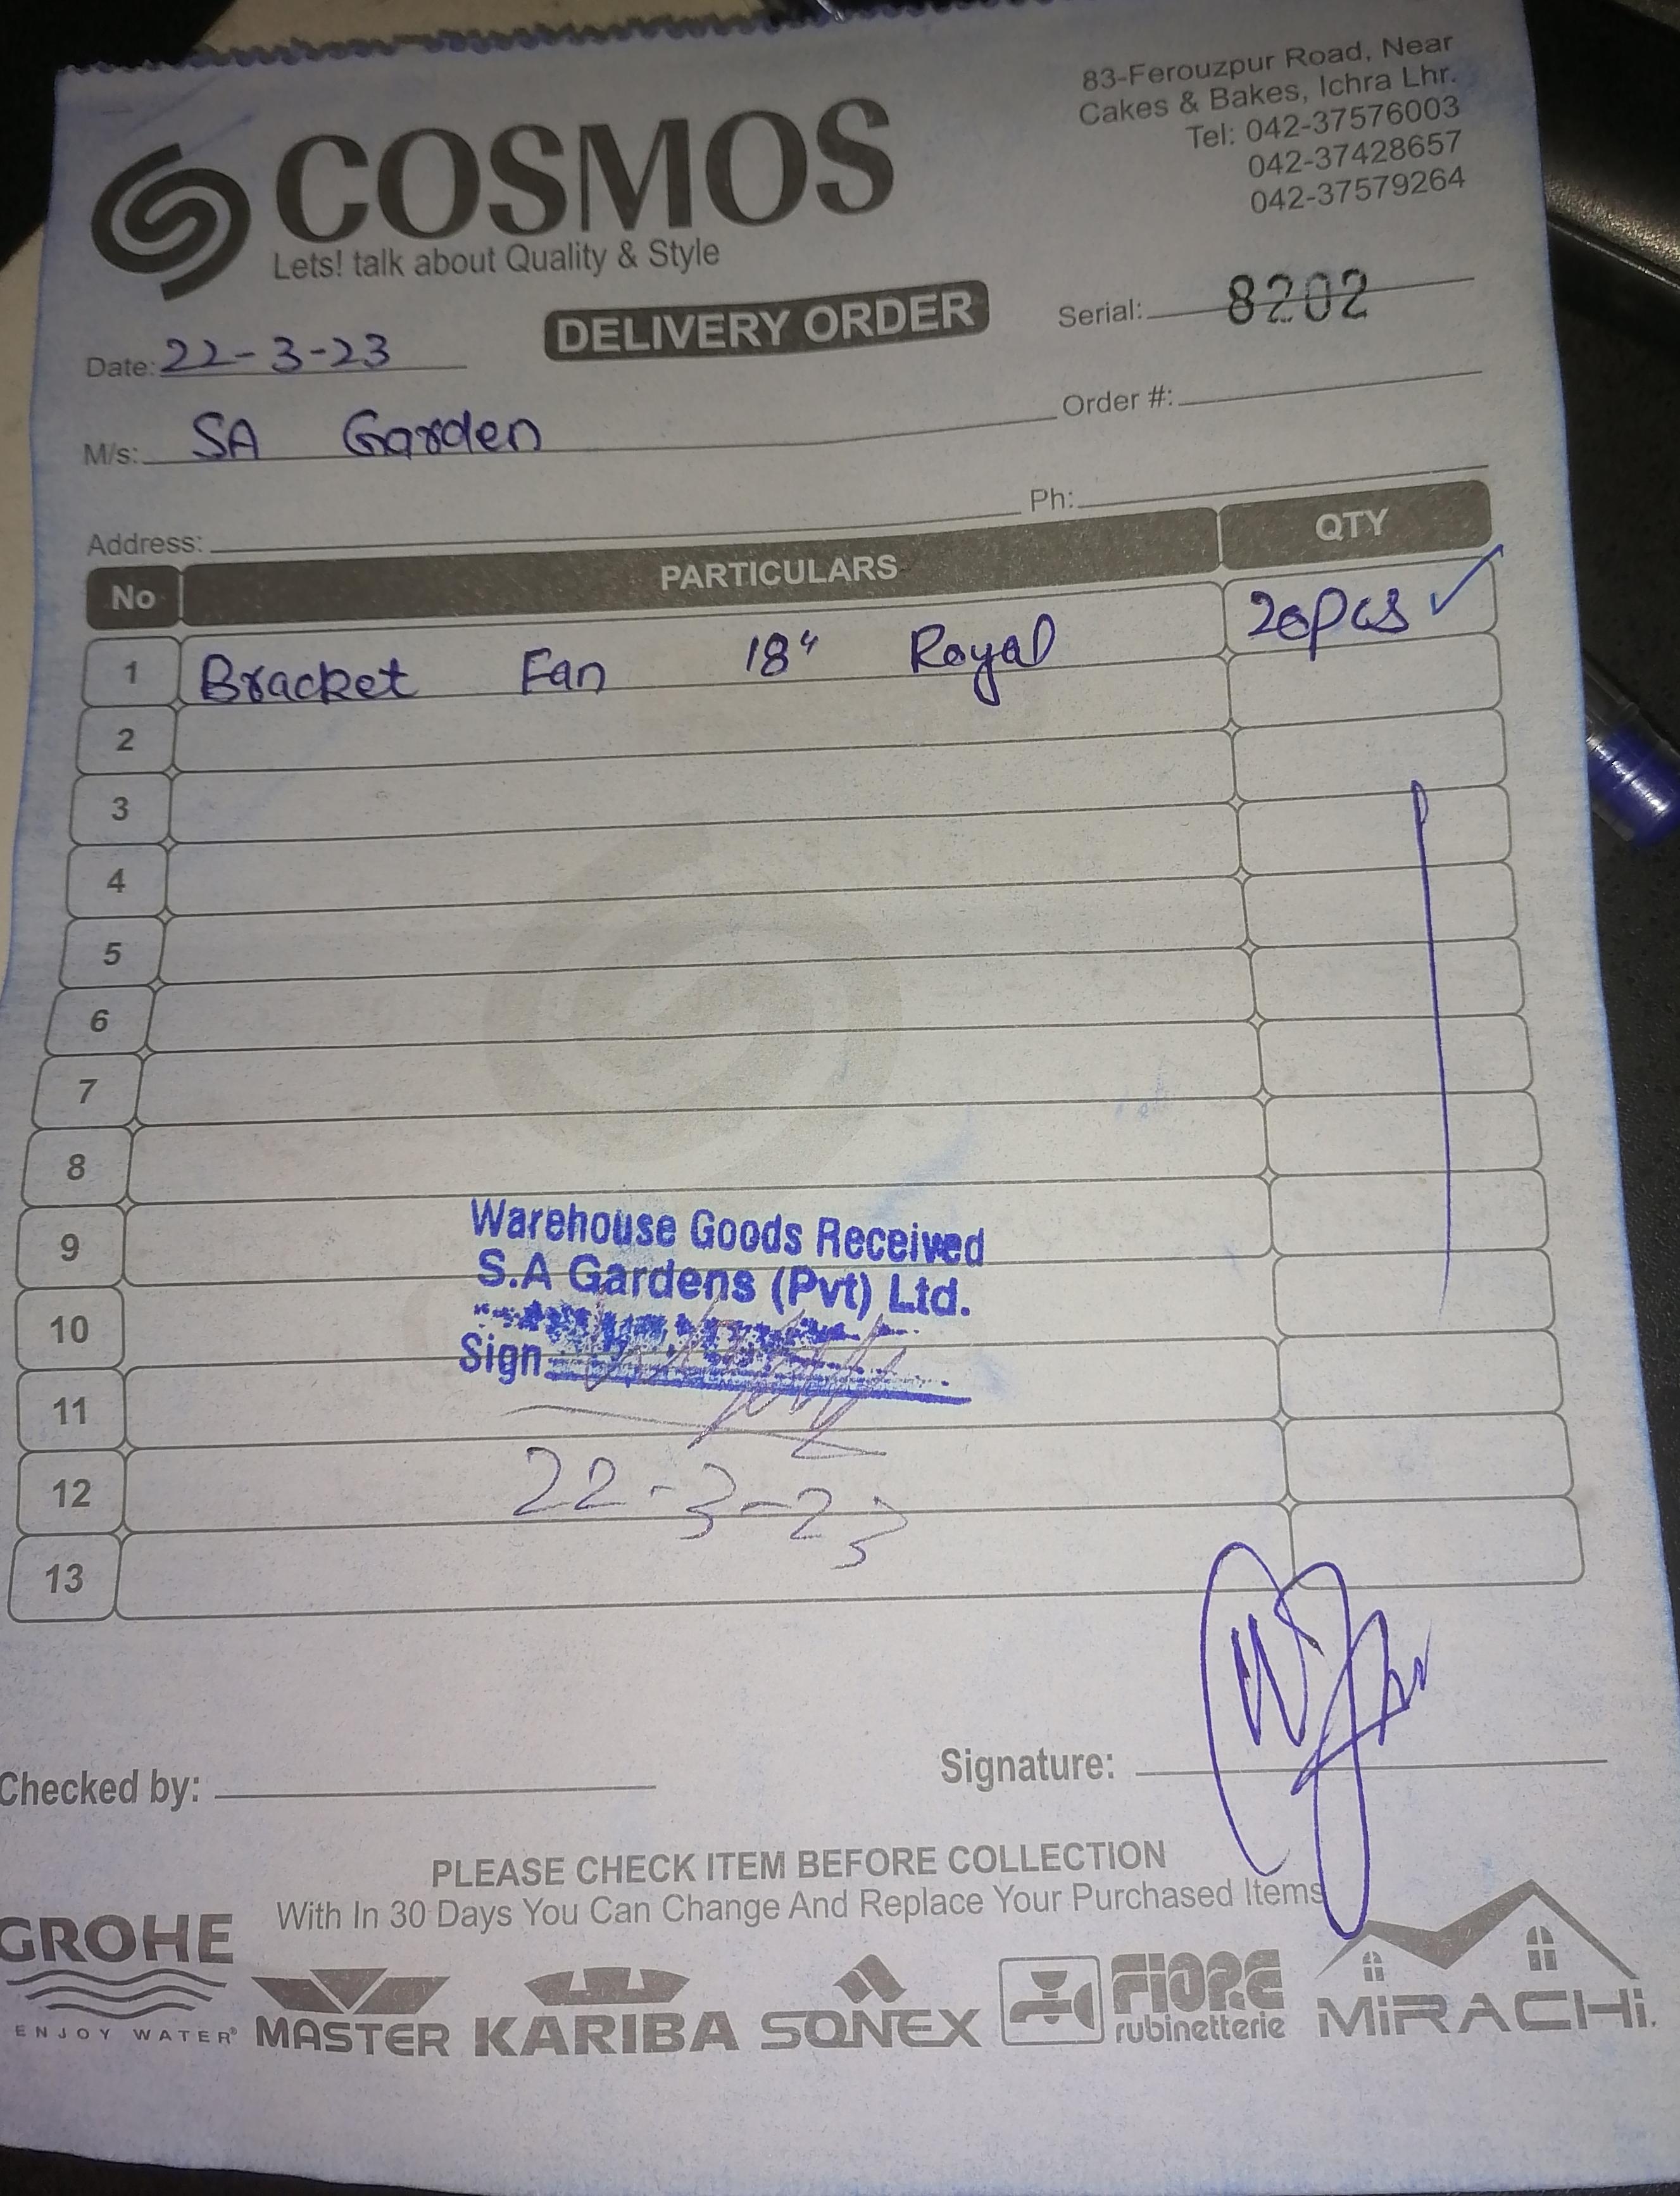 COSMOS
Lets! talk about Quality & Style
83-Ferouzpur Road, Near
Cakes & Bakes, Ichra Lhr.
Tel: 042-37576003
042-37428657
042-37579264
DELIVERY ORDER
Serial: 8202
Date: 22-3-23
M/s: SA Garden
Order #:
Address:
Ph:
No PARTICULARS QTY
1 Bracket Fan 18" Royal 20pcs
2
3
4
5
6
7
8
9
10
11
12
13
Warehouse Goods Received
S.A Gardens (Pvt) Ltd.
Sign
22-3-23
Checked by:
Signature:
PLEASE CHECK ITEM BEFORE COLLECTION
With In 30 Days You Can Change And Replace Your Purchased Items
GROHE
ENJOY WATER®
MASTER
KARIBA
SONEX
FIORE
rubinetterie
MIRACHI.